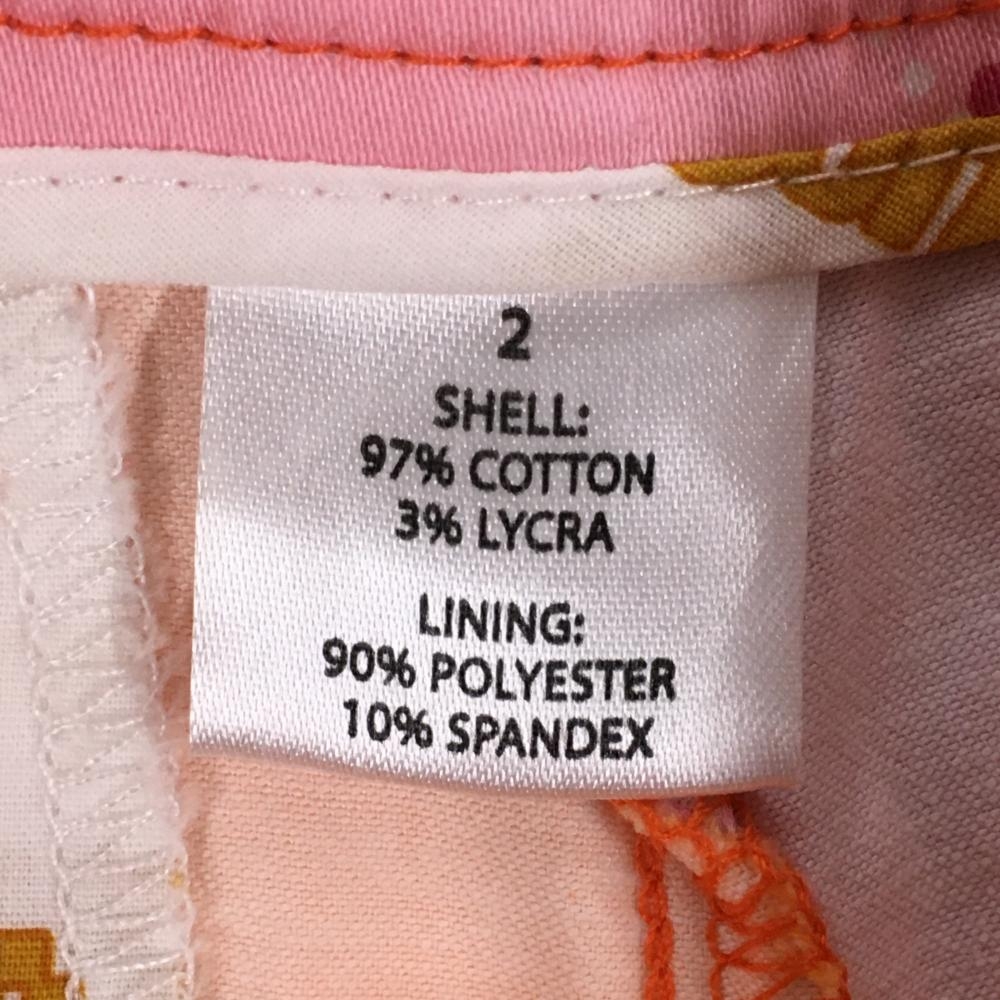 2
SHELL:
97% COTTON
3% LYCRA
LINING:
90% POLYESTER
10% SPANDEX